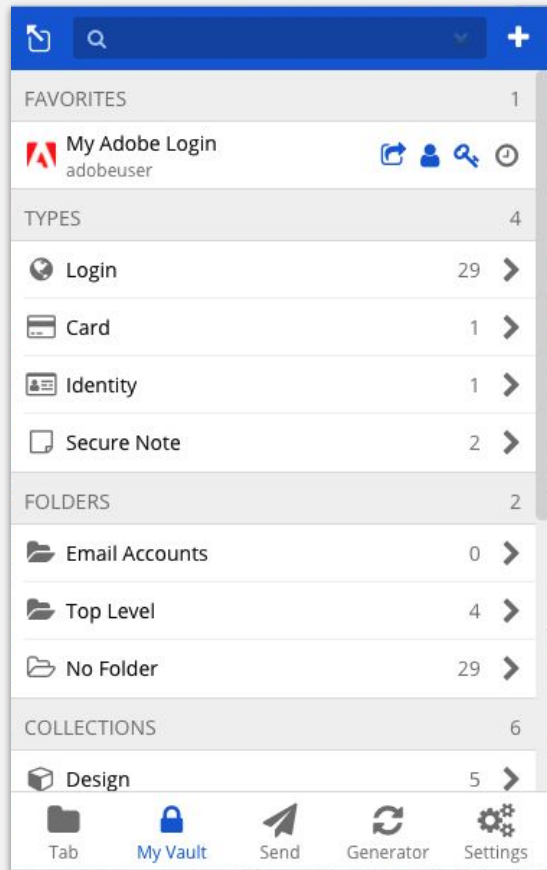 FAVORITES 1
My Adobe Login
adobeuser
TYPES 4
Login 29
Card 1
Identity 1
Secure Note 2
FOLDERS 2
Email Accounts 0
Top Level 4
No Folder 29
COLLECTIONS 6
Design 5
Tab My Vault Send Generator Settings